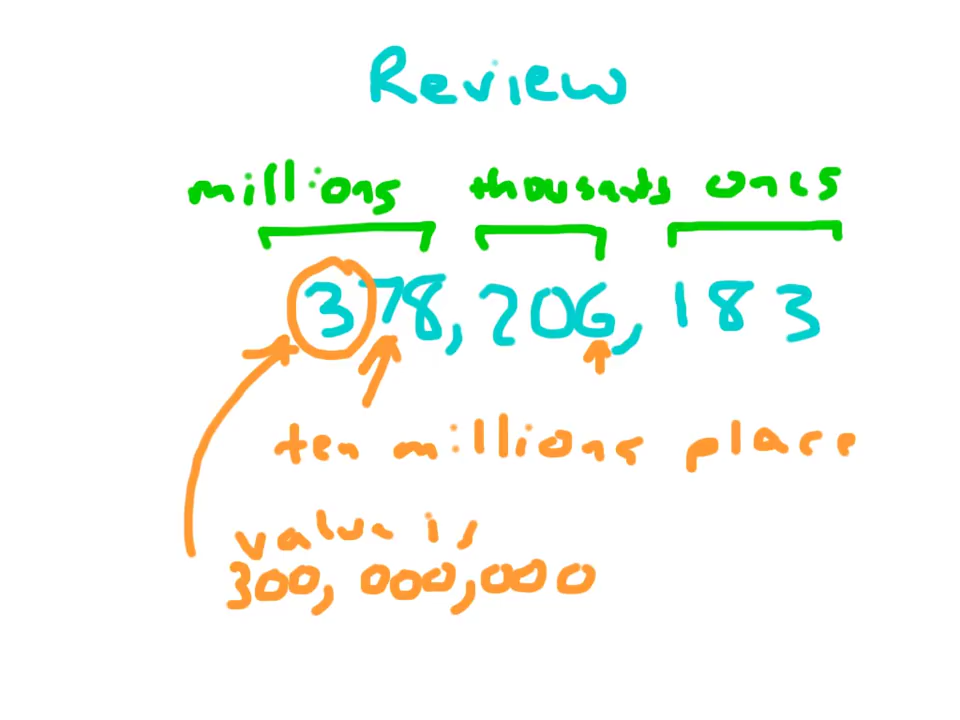 Review
millions thousands ones
378,206,183
ten millions place
value is
300,000,000